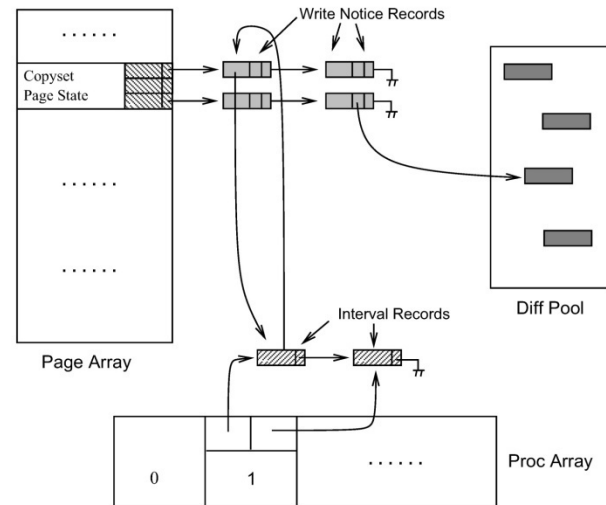 Write Notice Records
......
Copyset
Page State
......
......
Diff Pool
Interval Records
Page Array
0
1
......
Proc Array